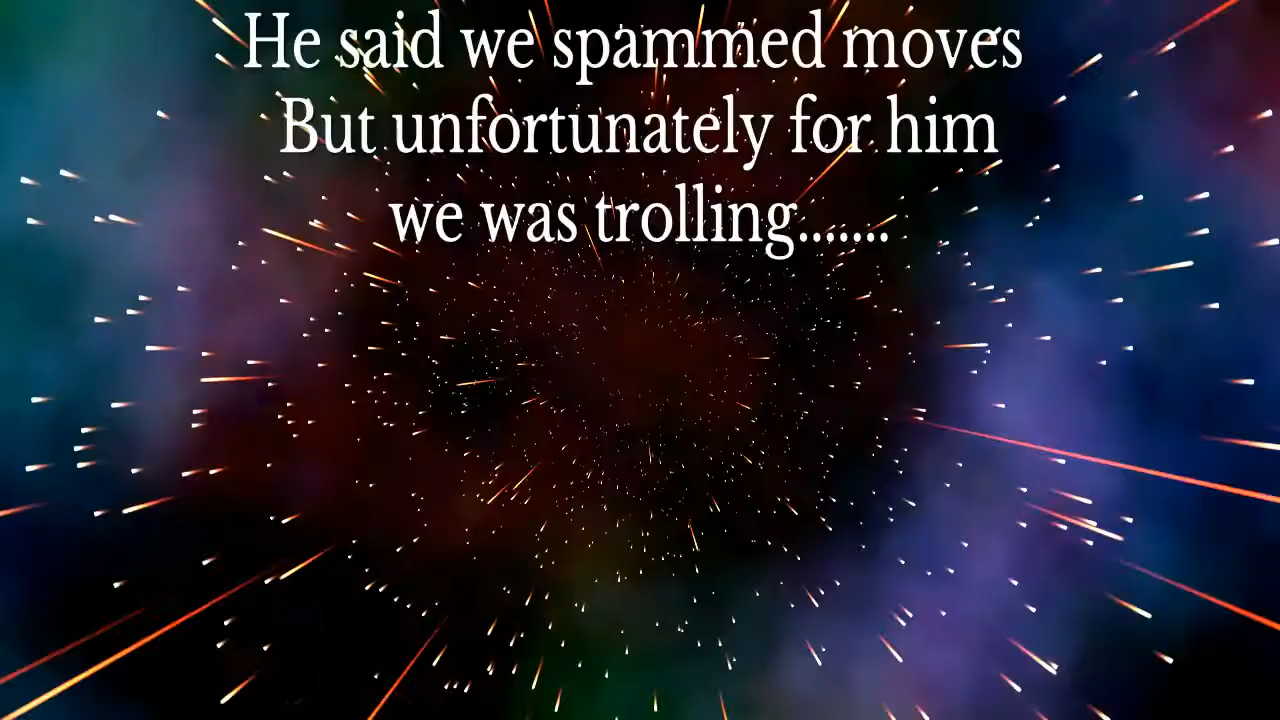 He said we spammed moves
But unfortunately for him
we was trolling.......